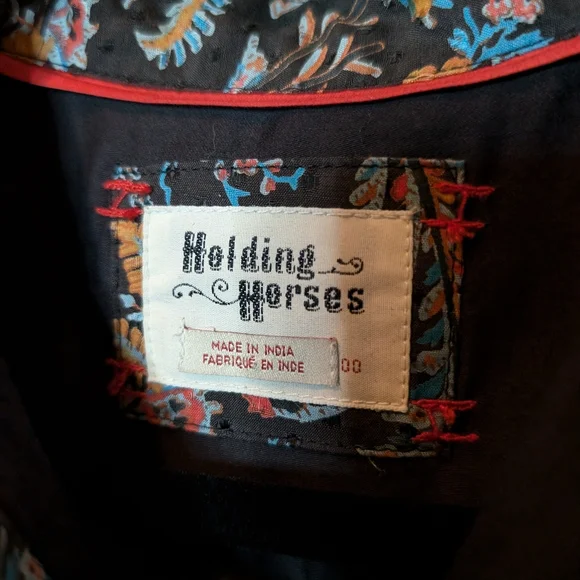 Holding
Horses
MADE IN INDIA
FABRIQUÉ EN INDE
00